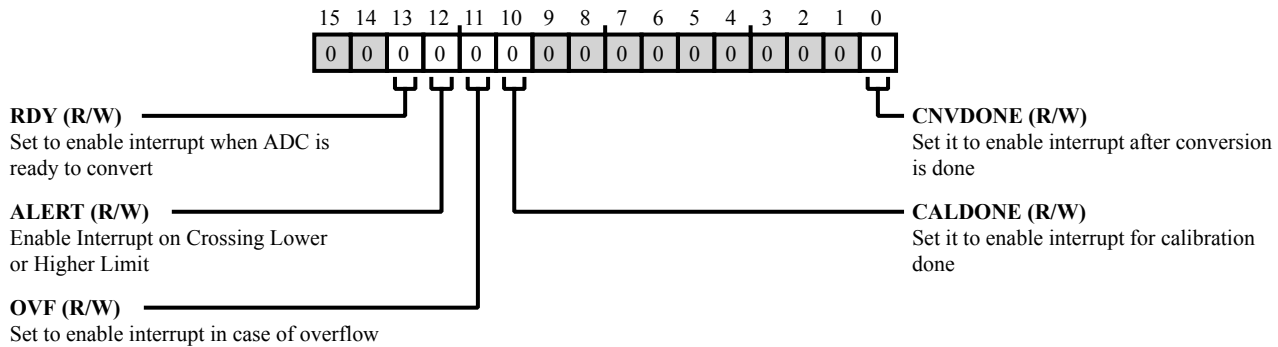 15 14 13 12 11 10 9 8 7 6 5 4 3 2 1 0
0 0 0 0 0 0 0 0 0 0 0 0 0 0 0 0
RDY (R/W)
Set to enable interrupt when ADC is
ready to convert
ALERT (R/W)
Enable Interrupt on Crossing Lower
or Higher Limit
OVF (R/W)
Set to enable interrupt in case of overflow
CNVDONE (R/W)
Set it to enable interrupt after conversion
is done
CALDONE (R/W)
Set it to enable interrupt for calibration
done